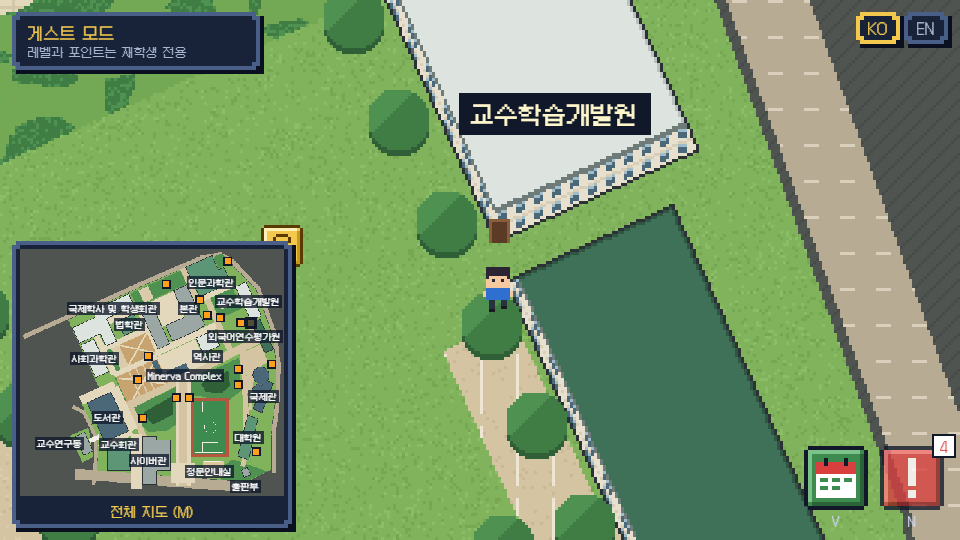 게스트 모드
레벨과 포인트는 재학생 전용
KO
EN
교수학습개발원
인문과학관
국제학사 및 학생회관
본관
교수학습개발원
법학관
외국어연수평가원
사회과학관
역사관
Minerva Complex
국제관
도서관
대학원
교수연구동
교수회관
사이버관
정문안내실
출판부
전체 지도 (M)
4
V
N